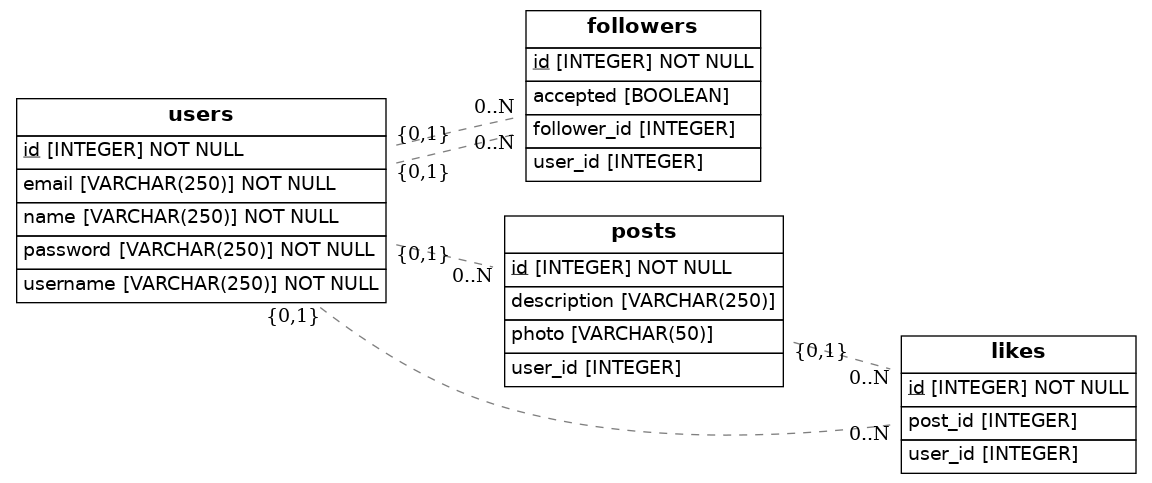 followers
id [INTEGER] NOT NULL
accepted [BOOLEAN]
follower_id [INTEGER]
user_id [INTEGER]
users
id [INTEGER] NOT NULL
email [VARCHAR(250)] NOT NULL
name [VARCHAR(250)] NOT NULL
password [VARCHAR(250)] NOT NULL
username [VARCHAR(250)] NOT NULL
0..N
{0,1}
0..N
{0,1}
posts
id [INTEGER] NOT NULL
description [VARCHAR(250)]
photo [VARCHAR(50)]
user_id [INTEGER]
{0,1}
0..N
{0,1}
likes
id [INTEGER] NOT NULL
post_id [INTEGER]
user_id [INTEGER]
{0,1}
0..N
0..N